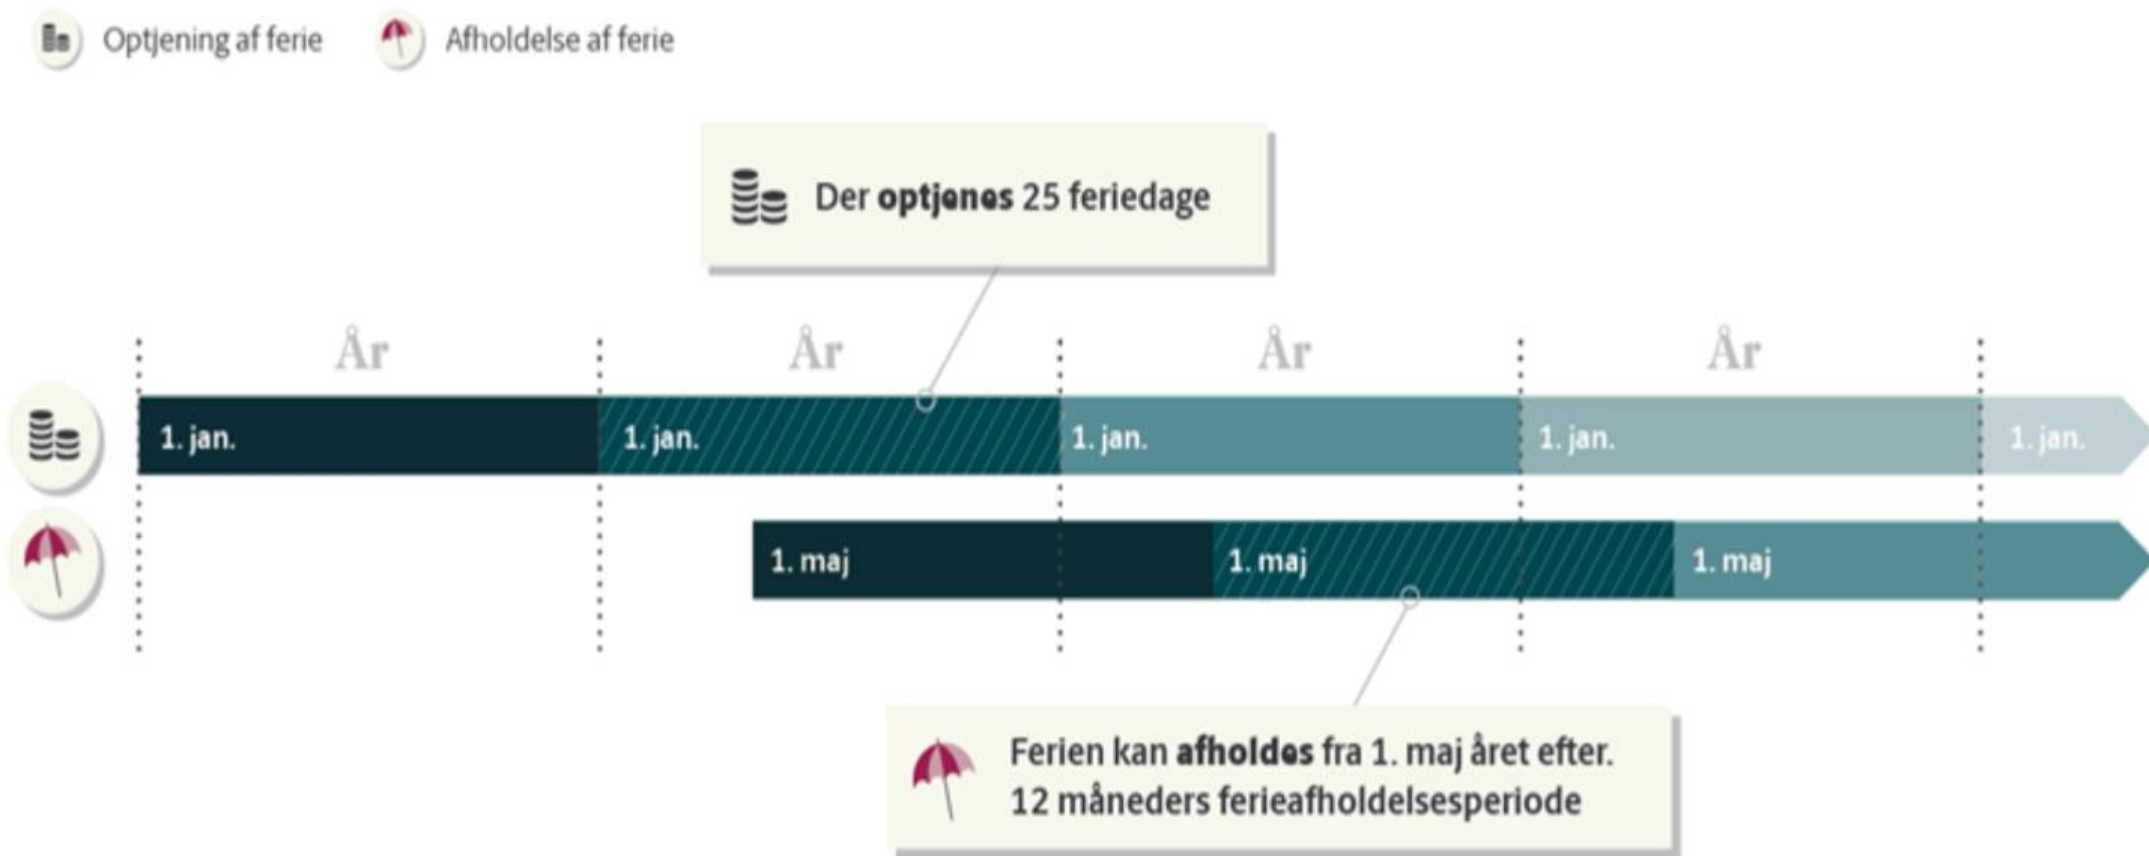 Optjening af ferie
Afholdelse af ferie
Der optjenes 25 feriedage
År
År
År
År
1. jan.
1. jan.
1. jan.
1. jan.
1. jan.
1. maj
1. maj
1. maj
Ferien kan afholdes fra 1. maj året efter.
12 måneders ferieafholdelsesperiode